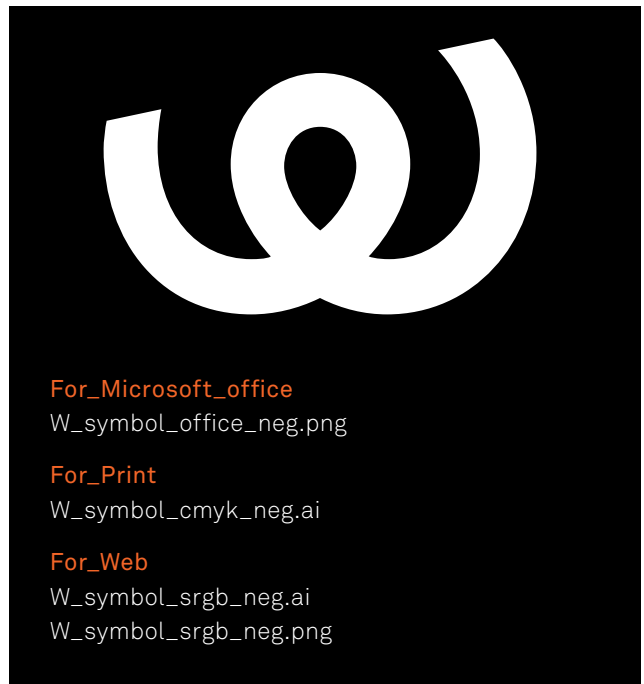 For_Microsoft_office
W_symbol_office_neg.png
For_Print
W_symbol_cmyk_neg.ai
For_Web
W_symbol_srgb_neg.ai
W_symbol_srgb_neg.png